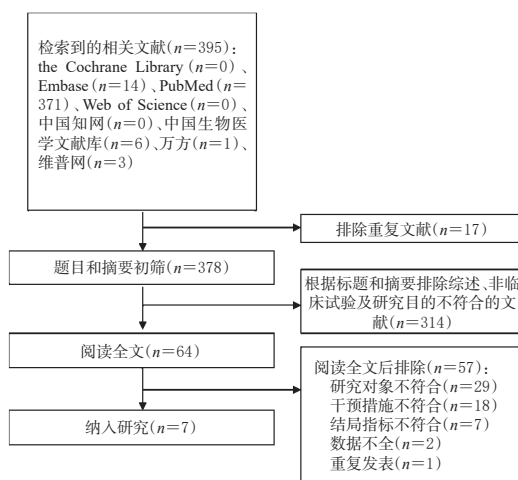 检索到的相关文献(n=395)：
the Cochrane Library(n=0)、
Embase(n=14)、PubMed(n=
371)、Web of Science(n=0)、
中国知网(n=0)、中国生物医
学文献库(n=6)、万方(n=1)、
维普网(n=3)
排除重复文献(n=17)
题目和摘要初筛(n=378)
根据标题和摘要排除综述、非临
床试验及研究目的不符合的文
献(n=314)
阅读全文(n=64)
阅读全文后排除(n=57)：
研究对象不符合(n=29)
干预措施不符合(n=18)
结局指标不符合(n=7)
数据不全(n=2)
重复发表(n=1)
纳入研究(n=7)